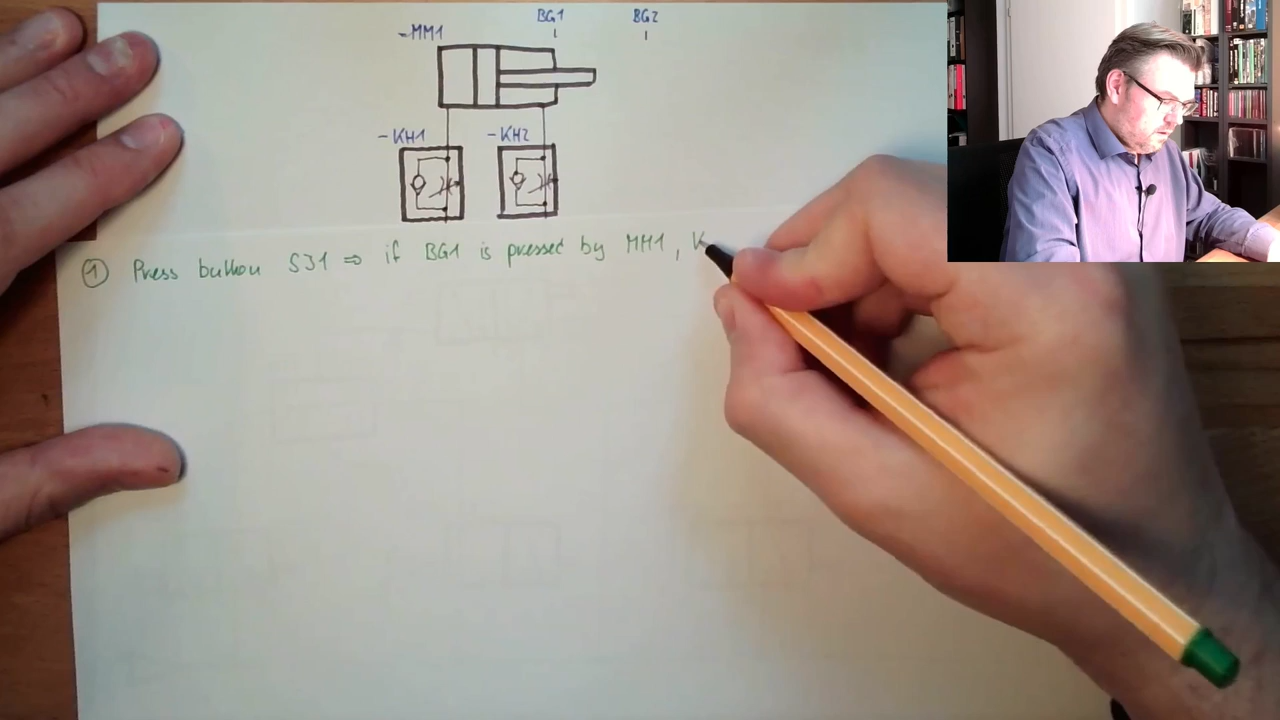 BG1 BG2
-MM1
-KH1 -KH2
① Press button SJ1 ⇒ if BG1 is pressed by MM1, K